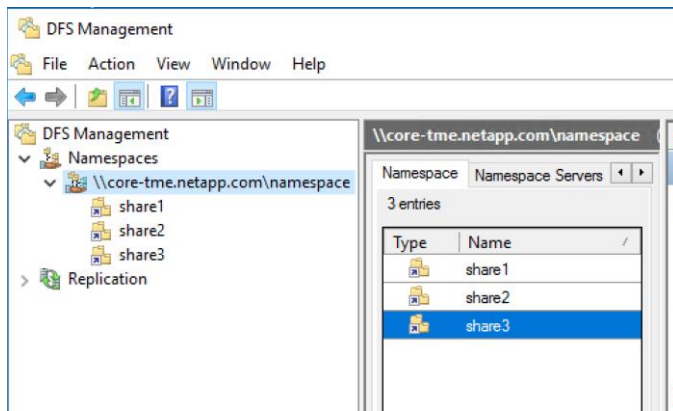 DFS Management
File Action View Window Help
DFS Management
Namespaces
\\core-tme.netapp.com\namespace
share1
share2
share3
Replication
\\core-tme.netapp.com\namespace
Namespace Namespace Servers
3 entries
Type Name
share1
share2
share3